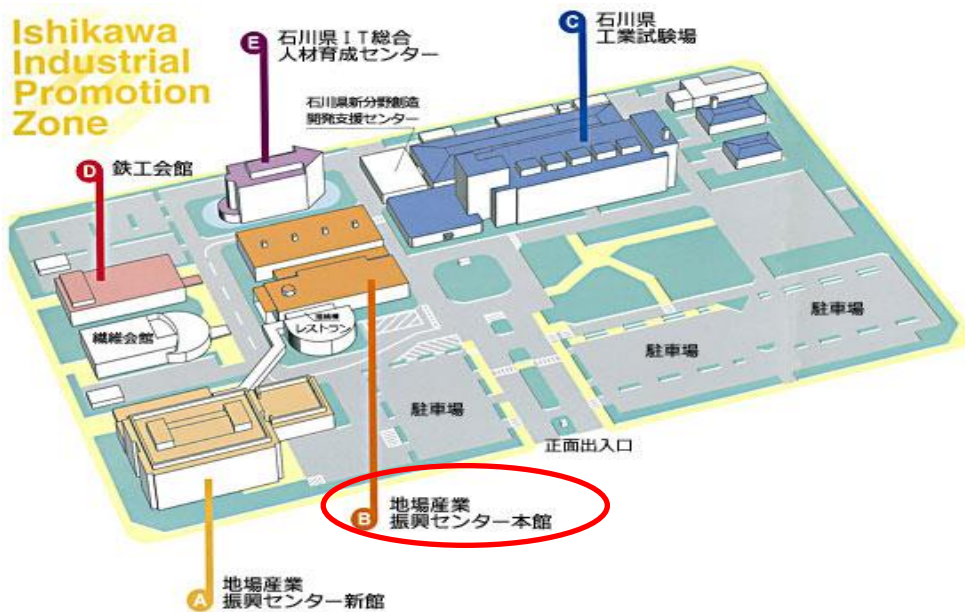 Ishikawa
Industrial
Promotion
Zone
E 石川県IT総合
人材育成センター
C 石川県
工業試験場
石川県新分野創造
開発支援センター
D 鉄工会館
繊維会館
レストラン
駐車場
駐車場
駐車場
正面出入口
B 地場産業
振興センター本館
A 地場産業
振興センター新館